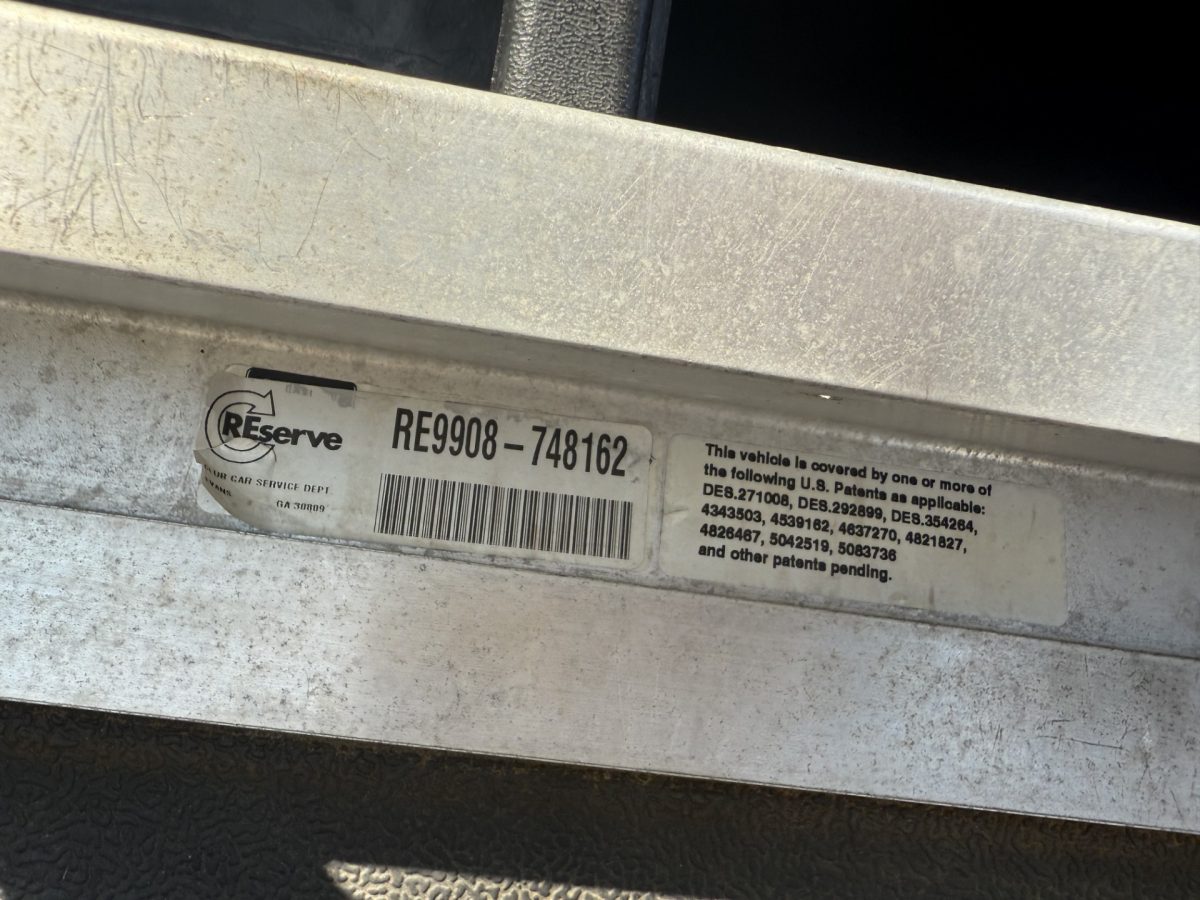 REserve
RE9908-748162
CLUB CAR SERVICE DEPT
EVANS
GA 30809
This vehicle is covered by one or more of
the following U.S. Patents as applicable:
DES.271008, DES.292899, DES.354264,
4343503, 4539162, 4637270, 4821827,
4826467, 5042519, 5083736
and other patents pending.